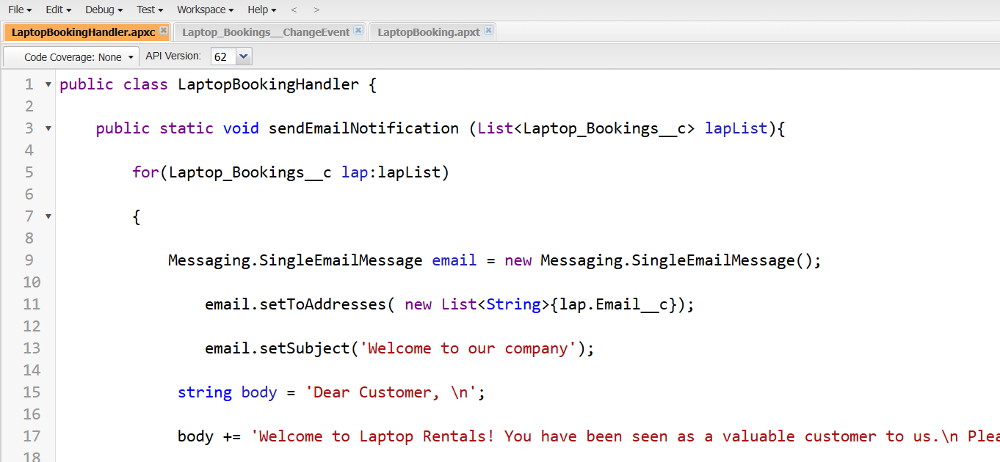 File Edit Debug Test Workspace Help < >
LaptopBookingHandler.apxc Laptop_Bookings__ChangeEvent LaptopBooking.apxt
Code Coverage: None API Version: 62
1 public class LaptopBookingHandler {
2
3 public static void sendEmailNotification (List<Laptop_Bookings__c> lapList){
4
5 for(Laptop_Bookings__c lap:lapList)
6
7 {
8
9 Messaging.SingleEmailMessage email = new Messaging.SingleEmailMessage();
10
11 email.setToAddresses( new List<String>{lap.Email__c});
12
13 email.setSubject('Welcome to our company');
14
15 string body = 'Dear Customer, \n';
16
17 body += 'Welcome to Laptop Rentals! You have been seen as a valuable customer to us.\n
18